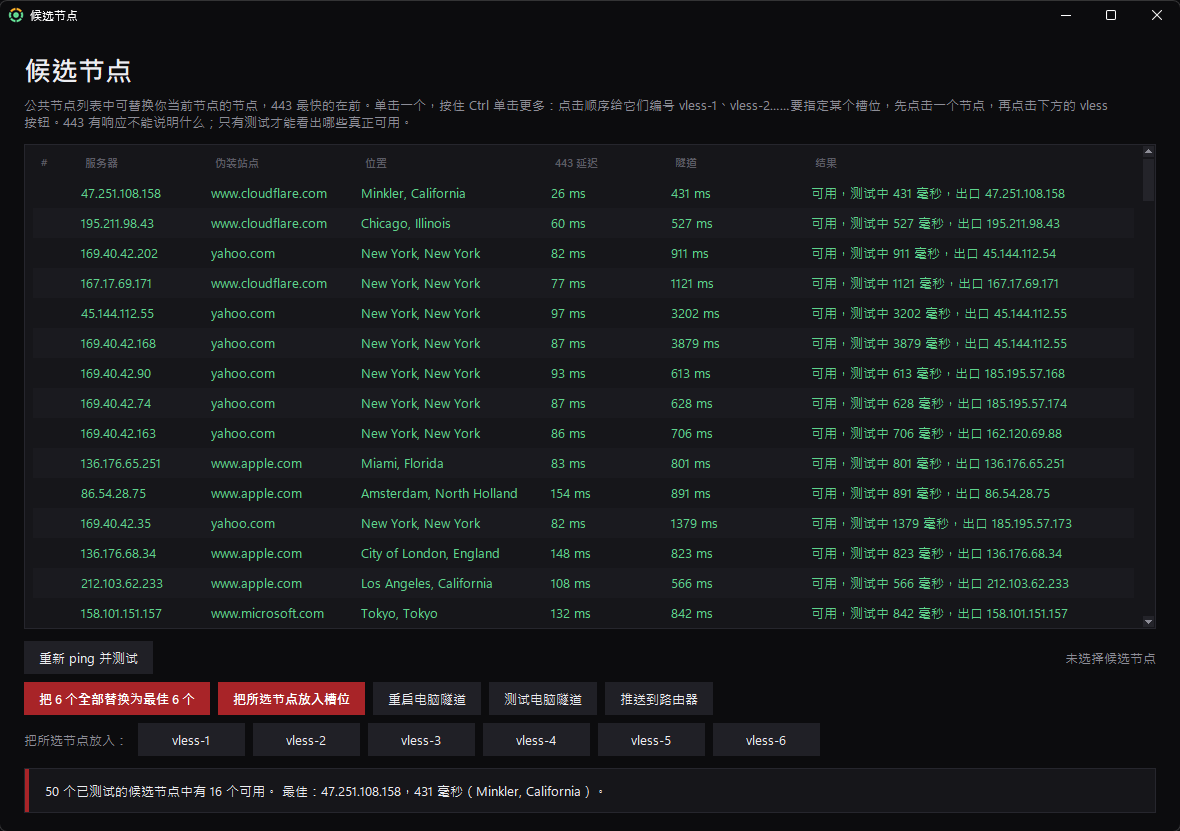 候选节点
候选节点
公共节点列表中可替换你当前节点的节点，443 最快的在前。单击一个，按住 Ctrl 单击更多：点击顺序给它们编号 vless-1、vless-2……要指定某个槽位，先点击一个节点，再点击下方的 vless
按钮。443 有响应不能说明什么；只有测试才能看出哪些真正可用。
# 服务器 伪装站点 位置 443 延迟 隧道 结果
47.251.108.158 www.cloudflare.com Minkler, California 26 ms 431 ms 可用，测试中 431 毫秒，出口 47.251.108.158
195.211.98.43 www.cloudflare.com Chicago, Illinois 60 ms 527 ms 可用，测试中 527 毫秒，出口 195.211.98.43
169.40.42.202 yahoo.com New York, New York 82 ms 911 ms 可用，测试中 911 毫秒，出口 45.144.112.54
167.17.69.171 www.cloudflare.com New York, New York 77 ms 1121 ms 可用，测试中 1121 毫秒，出口 167.17.69.171
45.144.112.55 yahoo.com New York, New York 97 ms 3202 ms 可用，测试中 3202 毫秒，出口 45.144.112.55
169.40.42.168 yahoo.com New York, New York 87 ms 3879 ms 可用，测试中 3879 毫秒，出口 45.144.112.55
169.40.42.90 yahoo.com New York, New York 93 ms 613 ms 可用，测试中 613 毫秒，出口 185.195.57.168
169.40.42.74 yahoo.com New York, New York 87 ms 628 ms 可用，测试中 628 毫秒，出口 185.195.57.174
169.40.42.163 yahoo.com New York, New York 86 ms 706 ms 可用，测试中 706 毫秒，出口 162.120.69.88
136.176.65.251 www.apple.com Miami, Florida 83 ms 801 ms 可用，测试中 801 毫秒，出口 136.176.65.251
86.54.28.75 www.apple.com Amsterdam, North Holland 154 ms 891 ms 可用，测试中 891 毫秒，出口 86.54.28.75
169.40.42.35 yahoo.com New York, New York 82 ms 1379 ms 可用，测试中 1379 毫秒，出口 185.195.57.173
136.176.68.34 www.apple.com City of London, England 148 ms 823 ms 可用，测试中 823 毫秒，出口 136.176.68.34
212.103.62.233 www.apple.com Los Angeles, California 108 ms 566 ms 可用，测试中 566 毫秒，出口 212.103.62.233
158.101.151.157 www.microsoft.com Tokyo, Tokyo 132 ms 842 ms 可用，测试中 842 毫秒，出口 158.101.151.157
重新 ping 并测试 未选择候选节点
把 6 个全部替换为最佳 6 个 把所选节点放入槽位 重启电脑隧道 测试电脑隧道 推送到路由器
把所选节点放入： vless-1 vless-2 vless-3 vless-4 vless-5 vless-6
50 个已测试的候选节点中有 16 个可用。 最佳：47.251.108.158，431 毫秒（Minkler, California）。